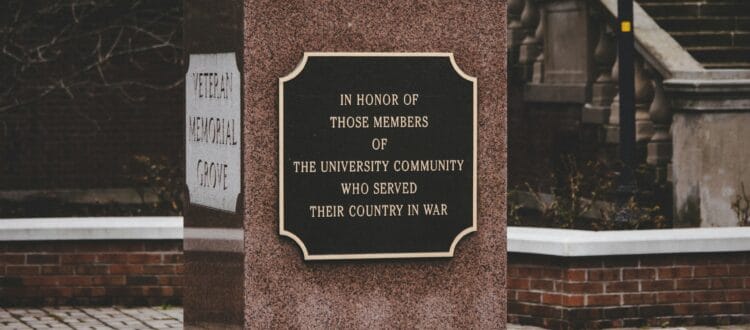 VETERAN
MEMORIAL
GROVE
IN HONOR OF
THOSE MEMBERS
OF
THE UNIVERSITY COMMUNITY
WHO SERVED
THEIR COUNTRY IN WAR